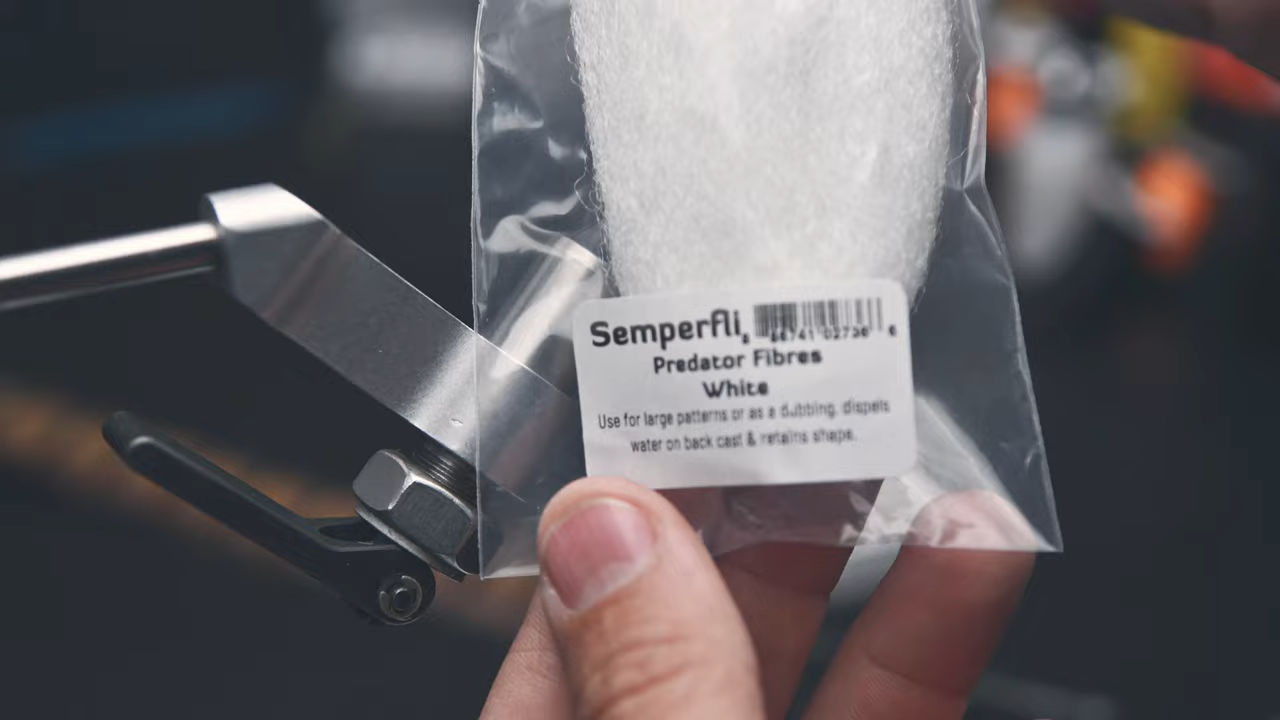 Semperfli
Predator Fibres
White
Use for large patterns or as a dubbing, dispels
water on back cast & retains shape.